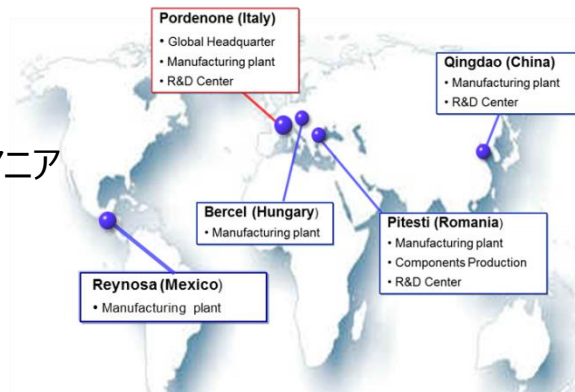 Pordenone (Italy)
• Global Headquarter
• Manufacturing plant
• R&D Center
Qingdao (China)
• Manufacturing plant
• R&D Center
ニア
Bercel (Hungary)
• Manufacturing plant
Pitesti (Romania)
• Manufacturing plant
• Components Production
• R&D Center
Reynosa (Mexico)
• Manufacturing plant